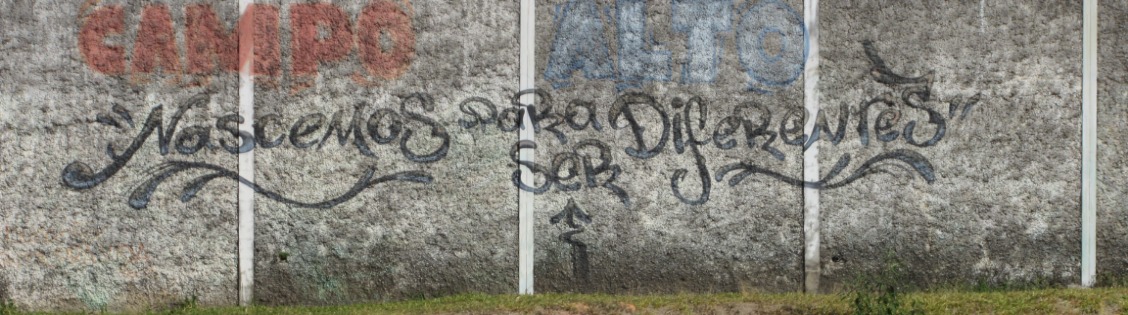 CAMPO ALTO
"Nascemos para Diferentes"
Ser